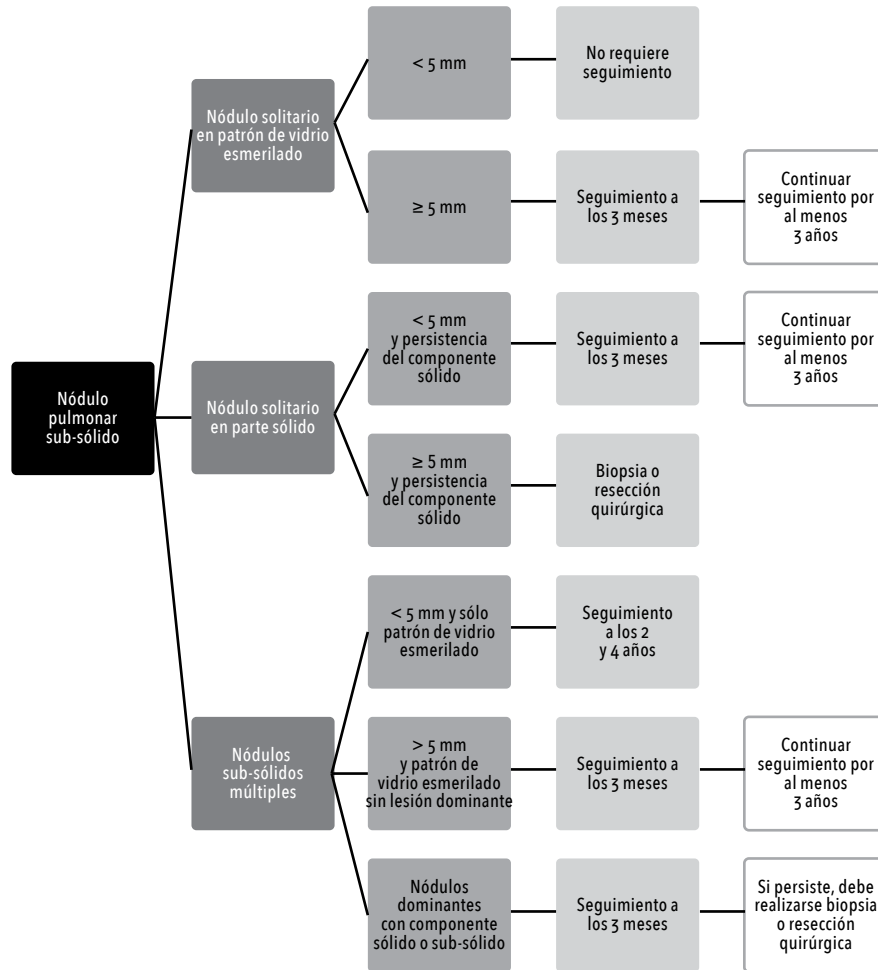 Nódulo
pulmonar
sub-sólido
Nódulo solitario
en patrón de vidrio
esmerilado
< 5 mm
No requiere
seguimiento
≥ 5 mm
Seguimiento a
los 3 meses
Continuar
seguimiento por
al menos
3 años
Nódulo solitario
en parte sólido
< 5 mm
y persistencia
del componente
sólido
Seguimiento a
los 3 meses
Continuar
seguimiento por
al menos
3 años
≥ 5 mm
y persistencia
del componente
sólido
Biopsia o
resección
quirúrgica
Nódulos
sub-sólidos
múltiples
< 5 mm y sólo
patrón de vidrio
esmerilado
Seguimiento
a los 2
y 4 años
> 5 mm
y patrón de
vidrio esmerilado
sin lesión dominante
Seguimiento a
los 3 meses
Continuar
seguimiento por
al menos
3 años
Nódulos
dominantes
con componente
sólido o sub-sólido
Seguimiento a
los 3 meses
Si persiste, debe
realizarse biopsia
o resección
quirúrgica